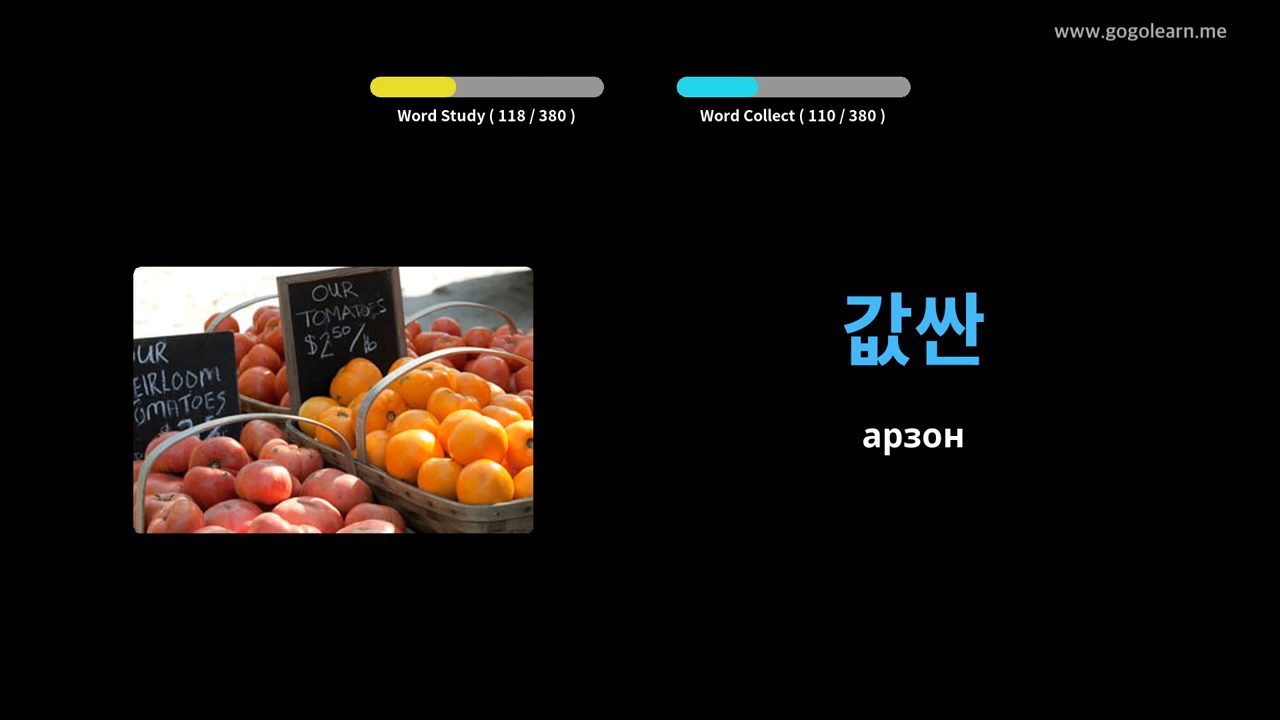 www.gogolearn.me
Word Study ( 118 / 380 )
Word Collect ( 110 / 380 )
OUR
TOMATOES
$2 50 / lb
UR
EIRLOOM
OMATOES
값싼
арзон